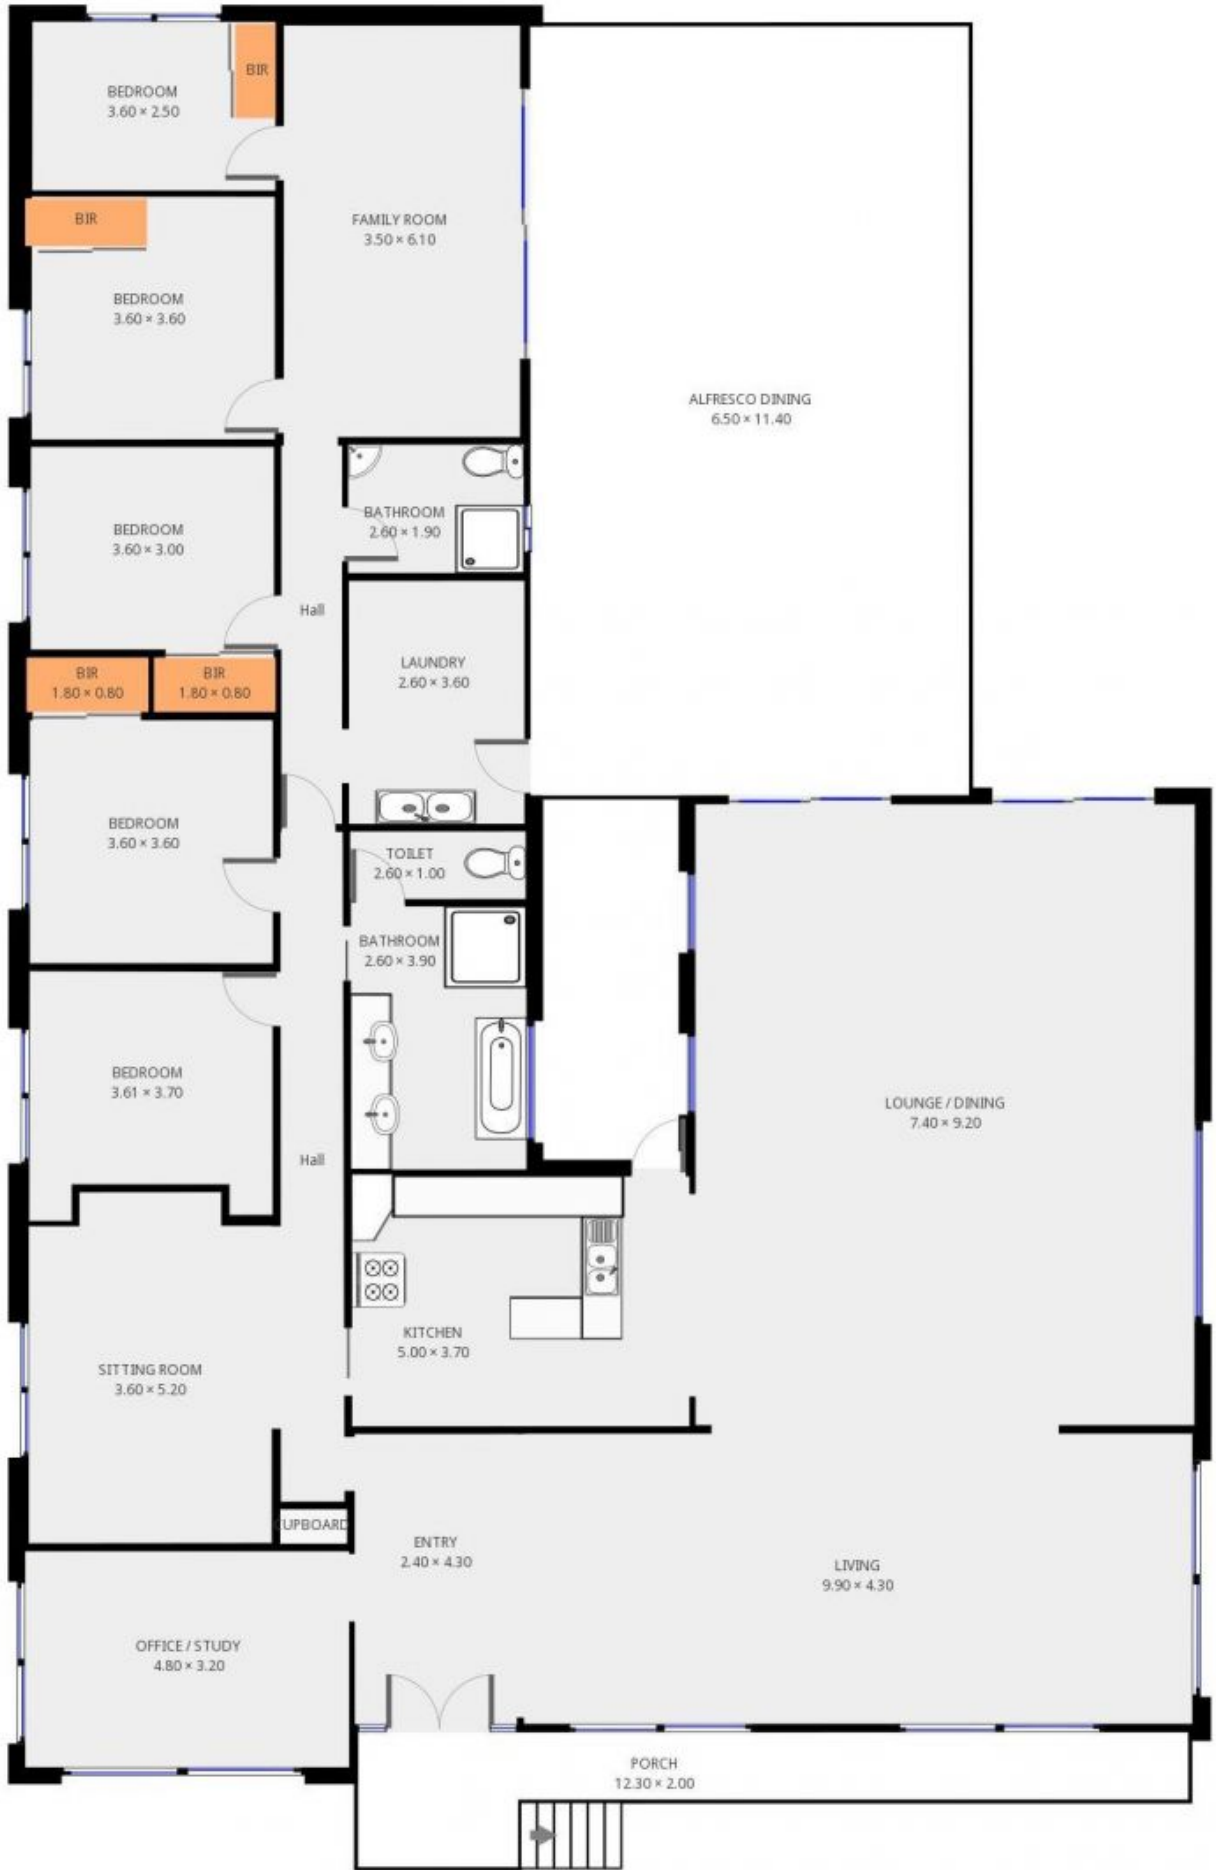 BIR
BEDROOM
3.60 × 2.50
BIR
FAMILY ROOM
3.50 × 6.10
BEDROOM
3.60 × 3.60
ALFRESCO DINING
6.50 × 11.40
BATHROOM
2.60 × 1.90
BEDROOM
3.60 × 3.00
Hall
LAUNDRY
2.60 × 3.60
BIR
1.80 × 0.80
BIR
1.80 × 0.80
BEDROOM
3.60 × 3.60
TOILET
2.60 × 1.00
BATHROOM
2.60 × 3.90
BEDROOM
3.61 × 3.70
LOUNGE / DINING
7.40 × 9.20
Hall
KITCHEN
5.00 × 3.70
SITTING ROOM
3.60 × 5.20
CUPBOARD
ENTRY
2.40 × 4.30
LIVING
9.90 × 4.30
OFFICE / STUDY
4.80 × 3.20
PORCH
12.30 × 2.00